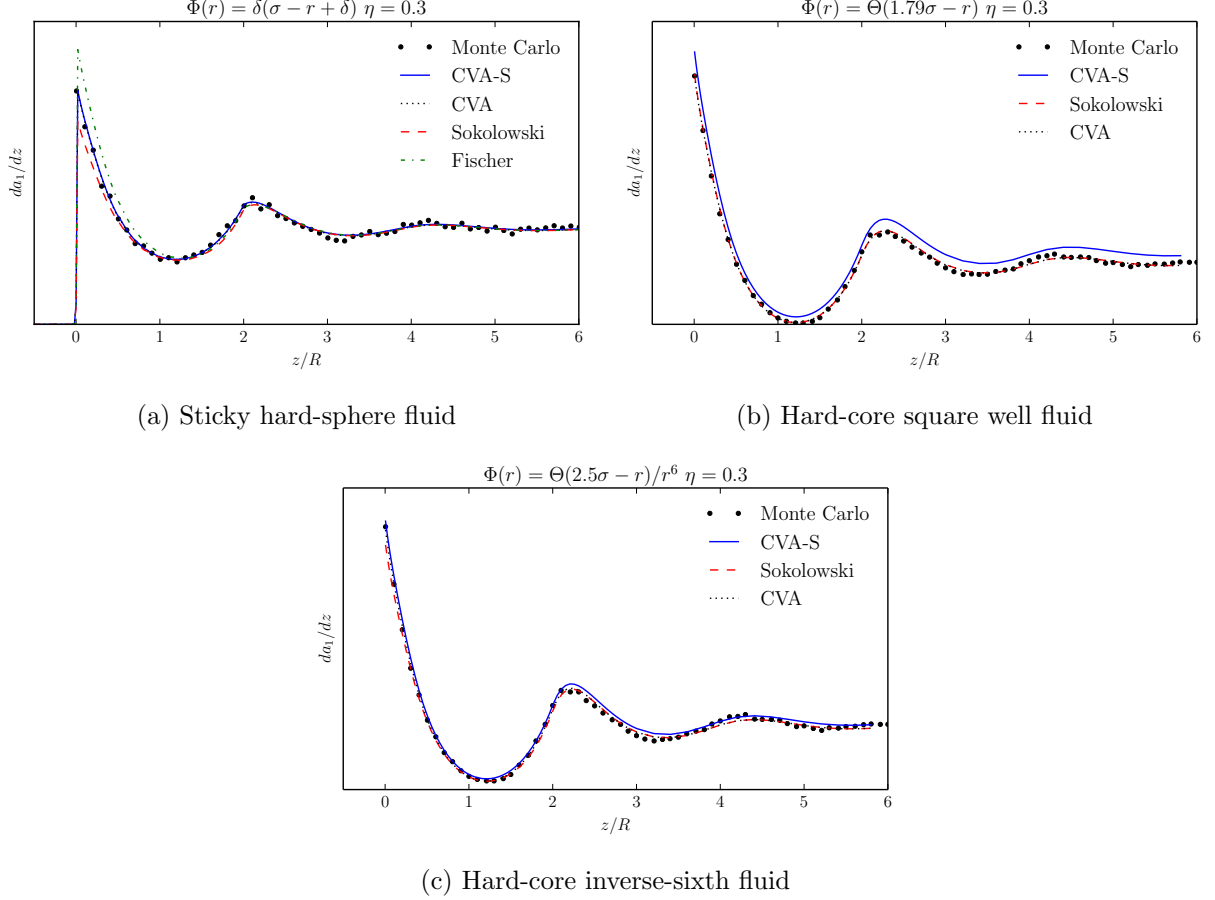 Φ(r) = δ(σ − r + δ) η = 0.3
Monte Carlo
CVA-S
CVA
Sokolowski
Fischer
da₁/dz
0 1 2 3 4 5 6
z/R
(a) Sticky hard-sphere fluid
Φ(r) = Θ(1.79σ − r) η = 0.3
Monte Carlo
CVA-S
Sokolowski
CVA
da₁/dz
0 1 2 3 4 5 6
z/R
(b) Hard-core square well fluid
Φ(r) = Θ(2.5σ − r)/r⁶ η = 0.3
Monte Carlo
CVA-S
Sokolowski
CVA
da₁/dz
0 1 2 3 4 5 6
z/R
(c) Hard-core inverse-sixth fluid